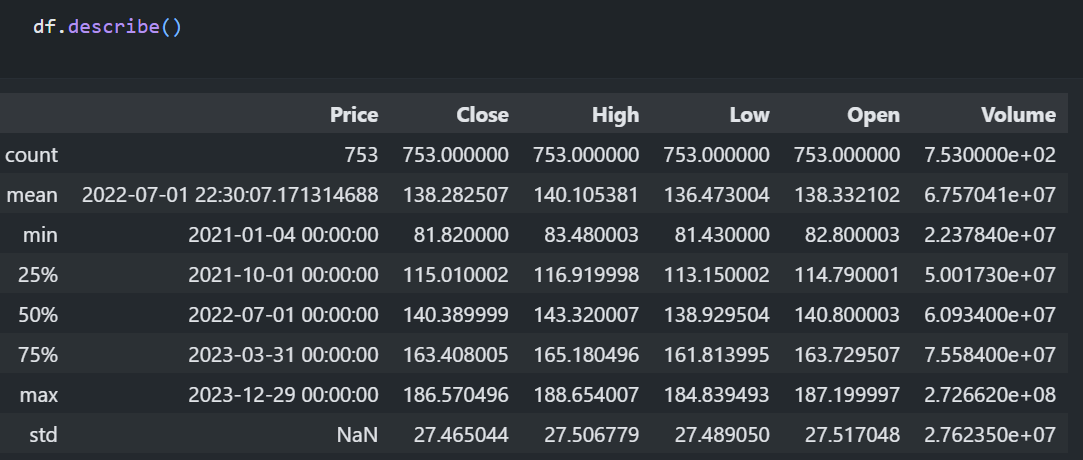 df.describe()
Price Close High Low Open Volume
count 753 753.000000 753.000000 753.000000 753.000000 7.530000e+02
mean 2022-07-01 22:30:07.171314688 138.282507 140.105381 136.473004 138.332102 6.757041e+07
min 2021-01-04 00:00:00 81.820000 83.480003 81.430000 82.800003 2.237840e+07
25% 2021-10-01 00:00:00 115.010002 116.919998 113.150002 114.790001 5.001730e+07
50% 2022-07-01 00:00:00 140.389999 143.320007 138.929504 140.800003 6.093400e+07
75% 2023-03-31 00:00:00 163.408005 165.180496 161.813995 163.729507 7.558400e+07
max 2023-12-29 00:00:00 186.570496 188.654007 184.839493 187.199997 2.726620e+08
std NaN 27.465044 27.506779 27.489050 27.517048 2.762350e+07